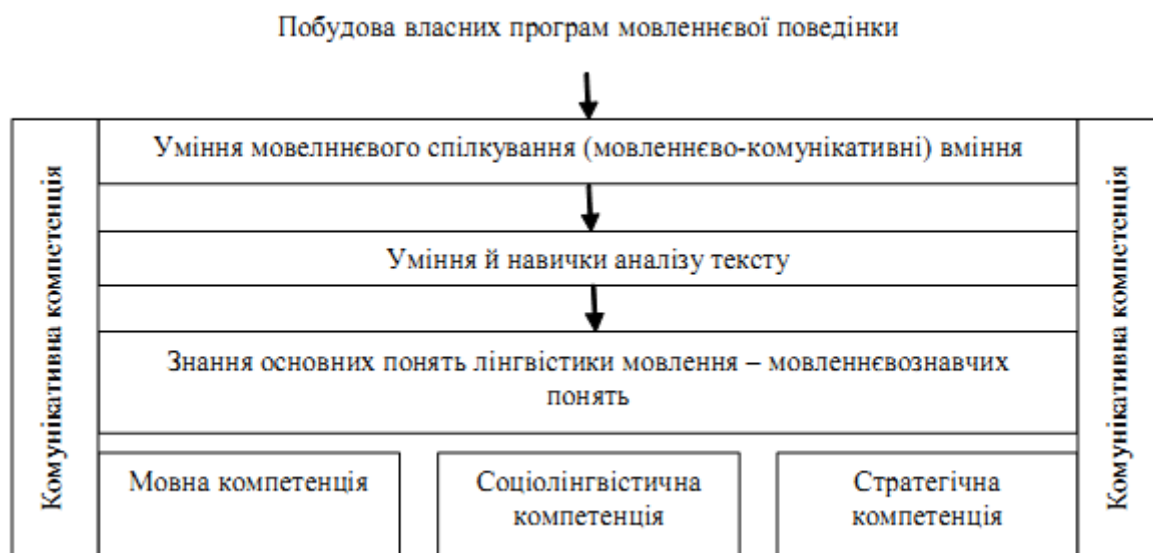 Побудова власних програм мовленнєвої поведінки
Комунікативна компетенція
Уміння мовелннєвого спілкування (мовленнєво-комунікативні) вміння
Уміння й навички аналізу тексту
Знання основних понять лінгвістики мовлення – мовленнєвознавчих
понять
Мовна компетенція
Соціолінгвістична
компетенція
Стратегічна
компетенція
Комунікативна компетенція